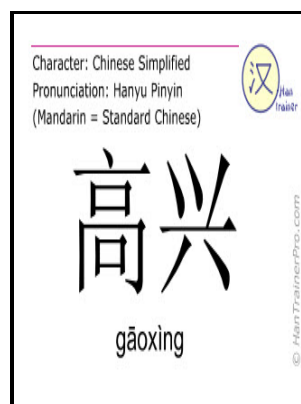 Character: Chinese Simplified
Pronunciation: Hanyu Pinyin
(Mandarin = Standard Chinese)
汉
Han
Trainer
高兴
gāoxìng
© HanTrainerPro.com